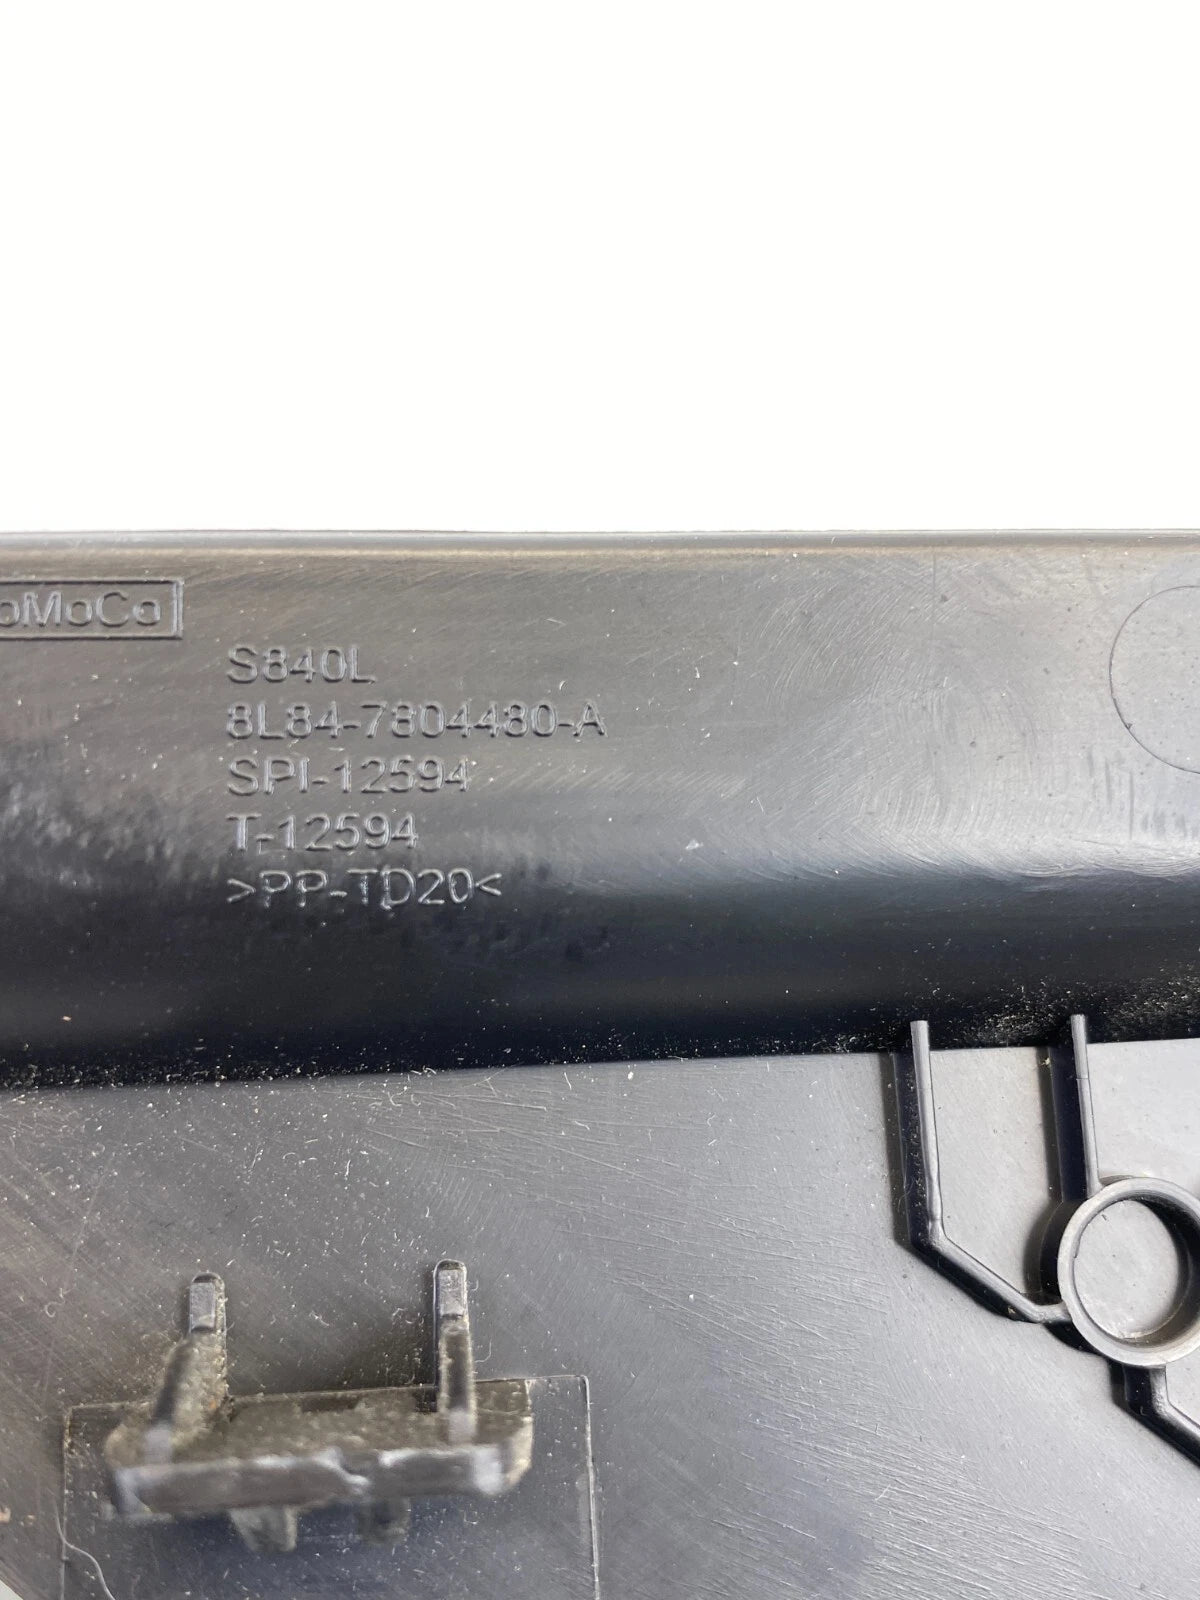 oMoCo
S840L
8L84-7804480-A
SPI-12594
T-12594
>PP-TD20<